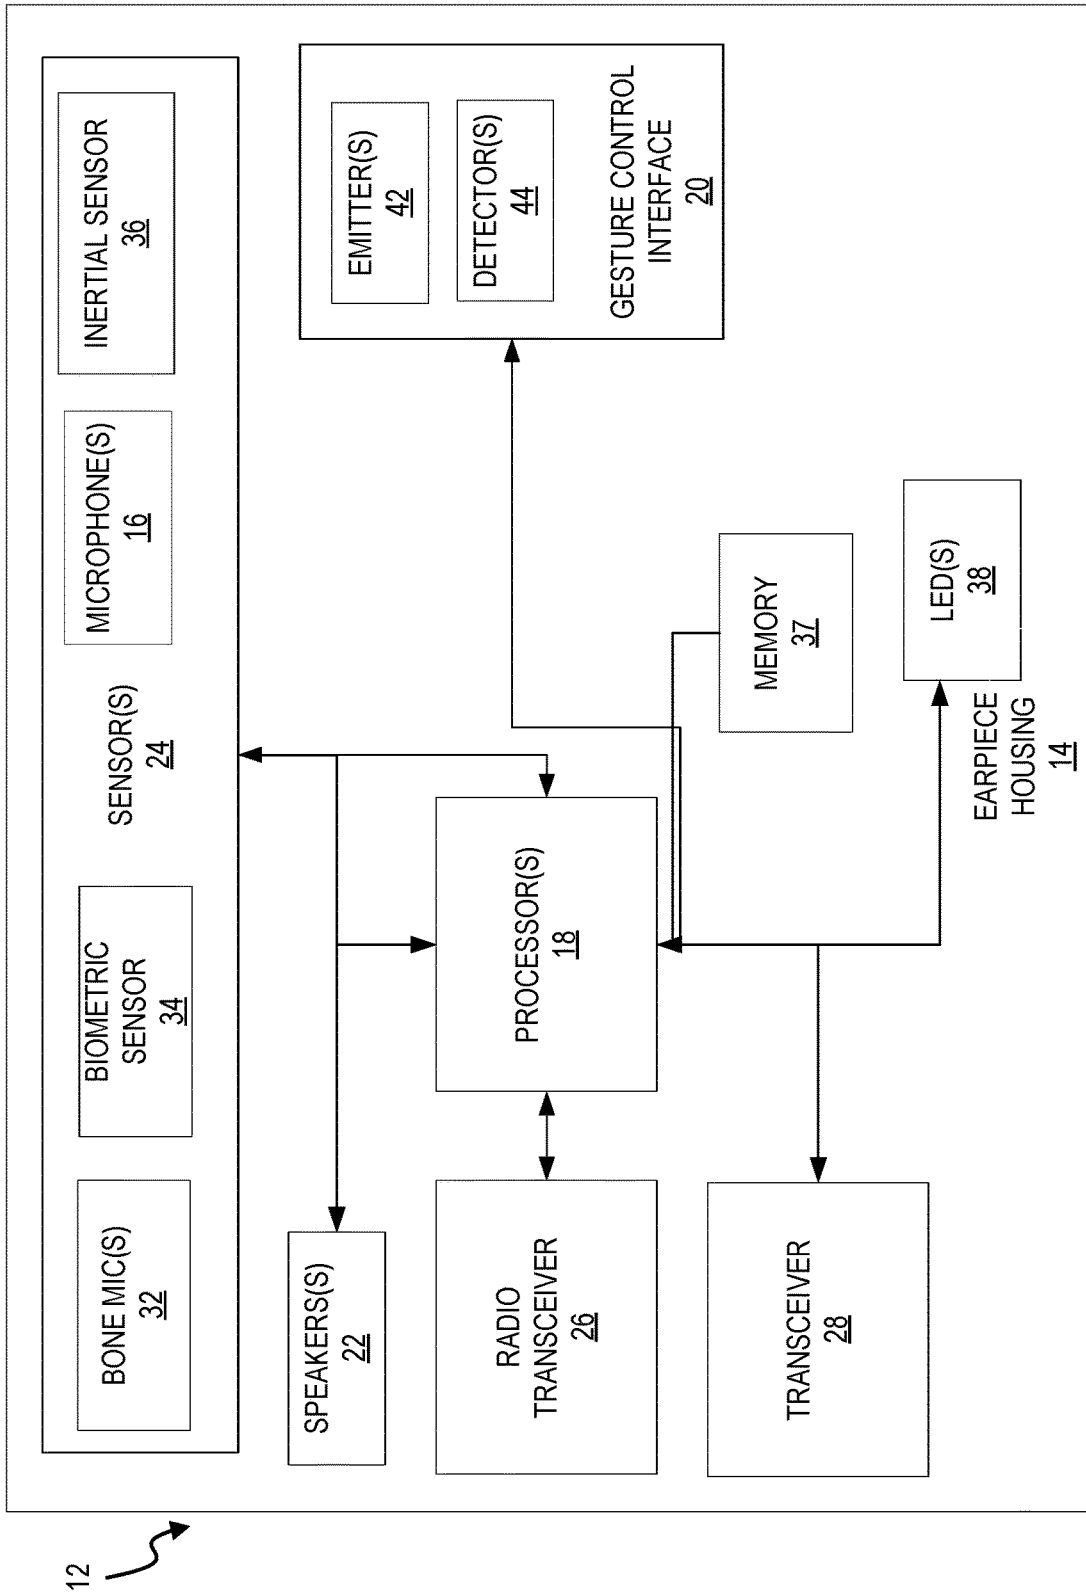 12
BONE MIC(S)
32
BIOMETRIC
SENSOR
34
SENSOR(S)
24
MICROPHONE(S)
16
INERTIAL SENSOR
36
SPEAKERS(S)
22
EMITTER(S)
42
DETECTOR(S)
44
GESTURE CONTROL
INTERFACE
20
RADIO
TRANSCEIVER
26
PROCESSOR(S)
18
TRANSCEIVER
28
MEMORY
37
LED(S)
38
EARPIECE
HOUSING
14